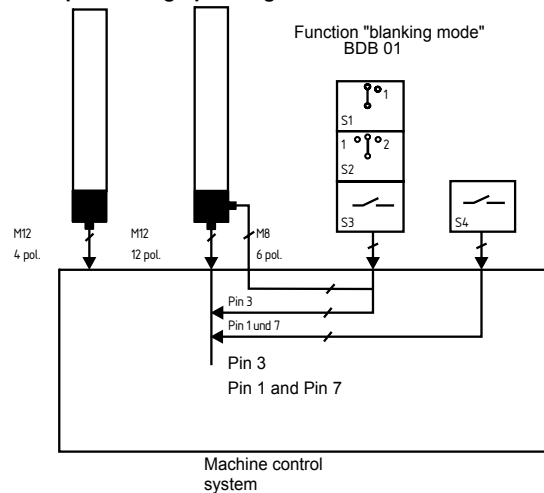 Function "blanking mode"
BDB 01
1
S1
1 2
S2
S3
S4
M12
4 pol.
M12
12 pol.
M8
6 pol.
Pin 3
Pin 1 und 7
Pin 3
Pin 1 and Pin 7
Machine control
system